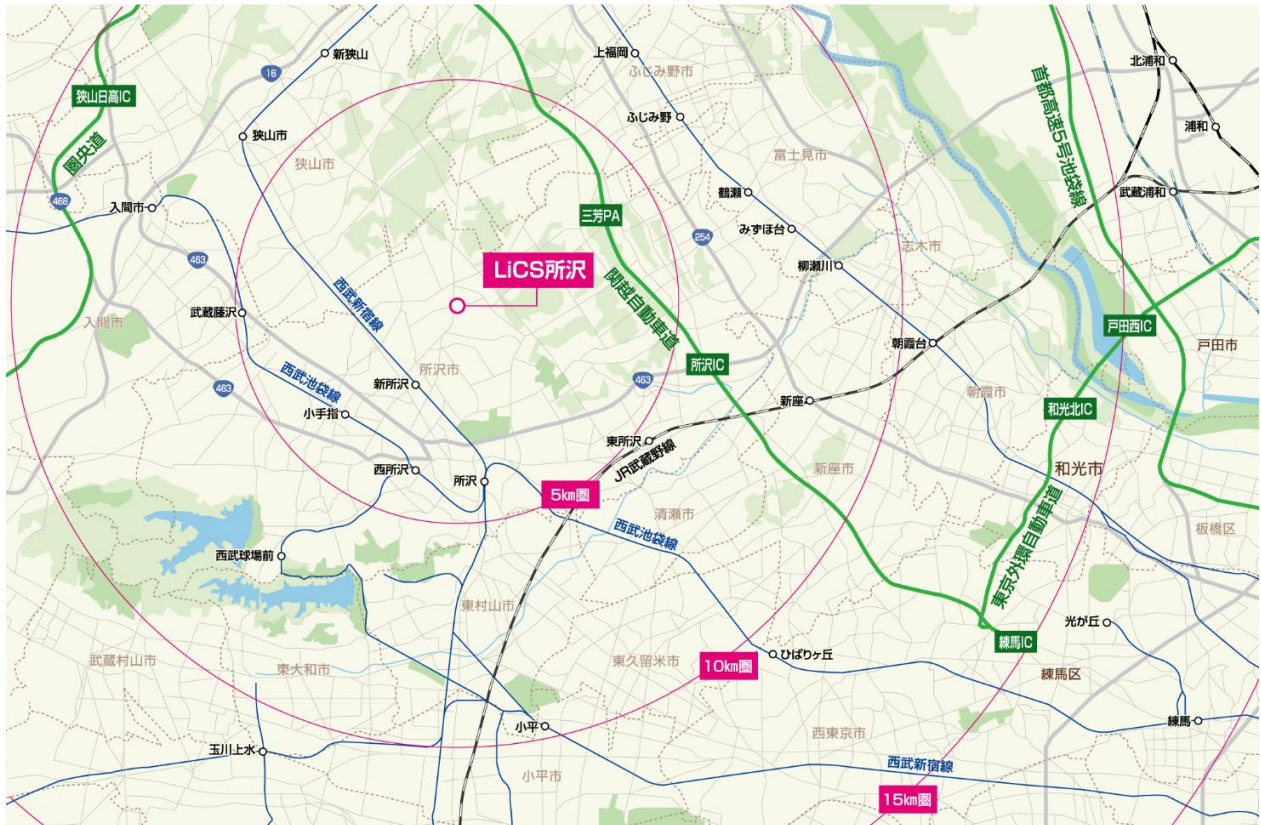 新狭山
上福岡
ふじみ野市
北浦和
16
狭山日高IC
首都高速5号池袋線
ふじみ野
浦和
狭山市
圏央道
狭山市
富士見市
468
入間市
鶴瀬
武蔵浦和
三芳PA
みずほ台
254
志木市
463
LiCS所沢
柳瀬川
西武新宿線
関越自動車道
武蔵藤沢
入間市
戸田西IC
戸田市
朝霞台
所沢市
所沢IC
新所沢
463
463
西武池袋線
朝霞市
小手指
新座
和光北IC
東所沢
JR武蔵野線
西所沢
所沢
新座市
和光市
5km圏
清瀬市
西武池袋線
板橋区
東京外環自動車道
西武球場前
東村山市
光が丘
練馬IC
武蔵村山市
東大和市
東久留米市
10km圏
ひばりヶ丘
練馬区
小平
西東京市
練馬
玉川上水
小平市
西武新宿線
15km圏